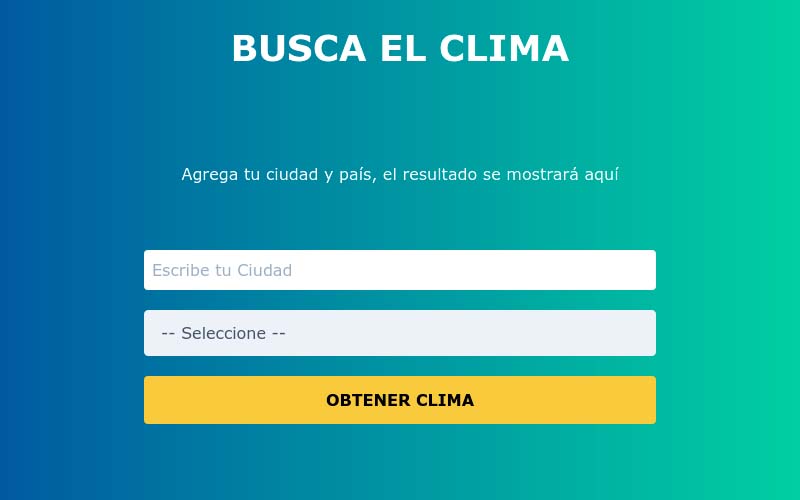 BUSCA EL CLIMA
Agrega tu ciudad y país, el resultado se mostrará aquí
Escribe tu Ciudad
-- Seleccione --
OBTENER CLIMA